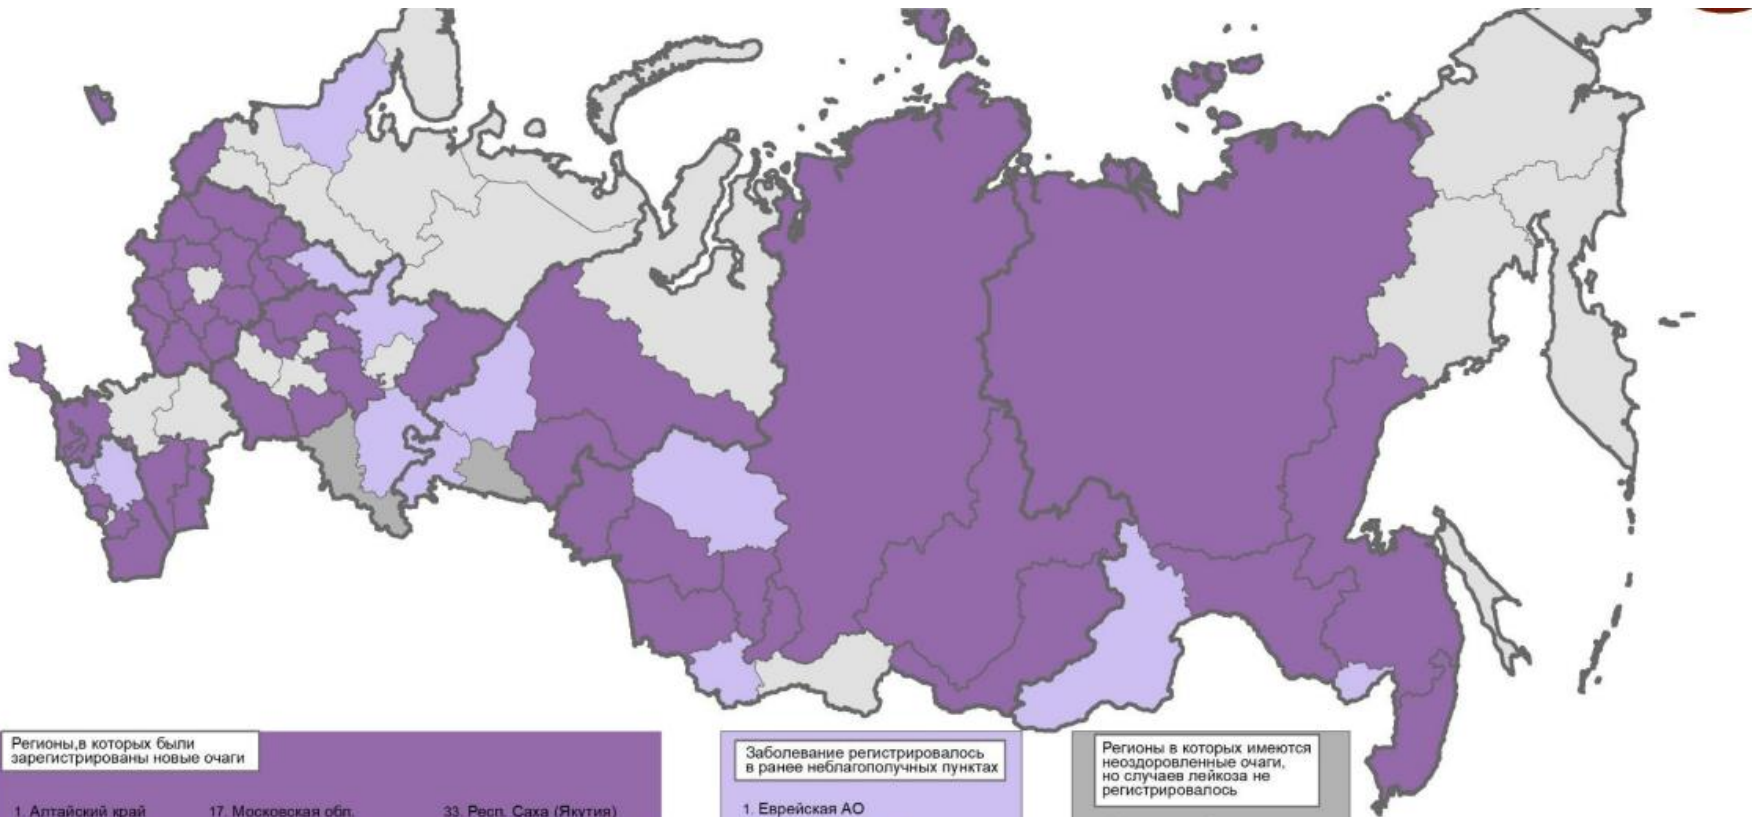 Регионы,в которых были
зарегистрированы новые очаги
1. Алтайский край
17. Московская обл.
33. Респ. Саха (Якутия)
Заболевание регистрировалось
в ранее неблагополучных пунктах
1. Еврейская АО
Регионы в которых имеются
неоздоровленные очаги,
но случаев лейкоза не
регистрировалось